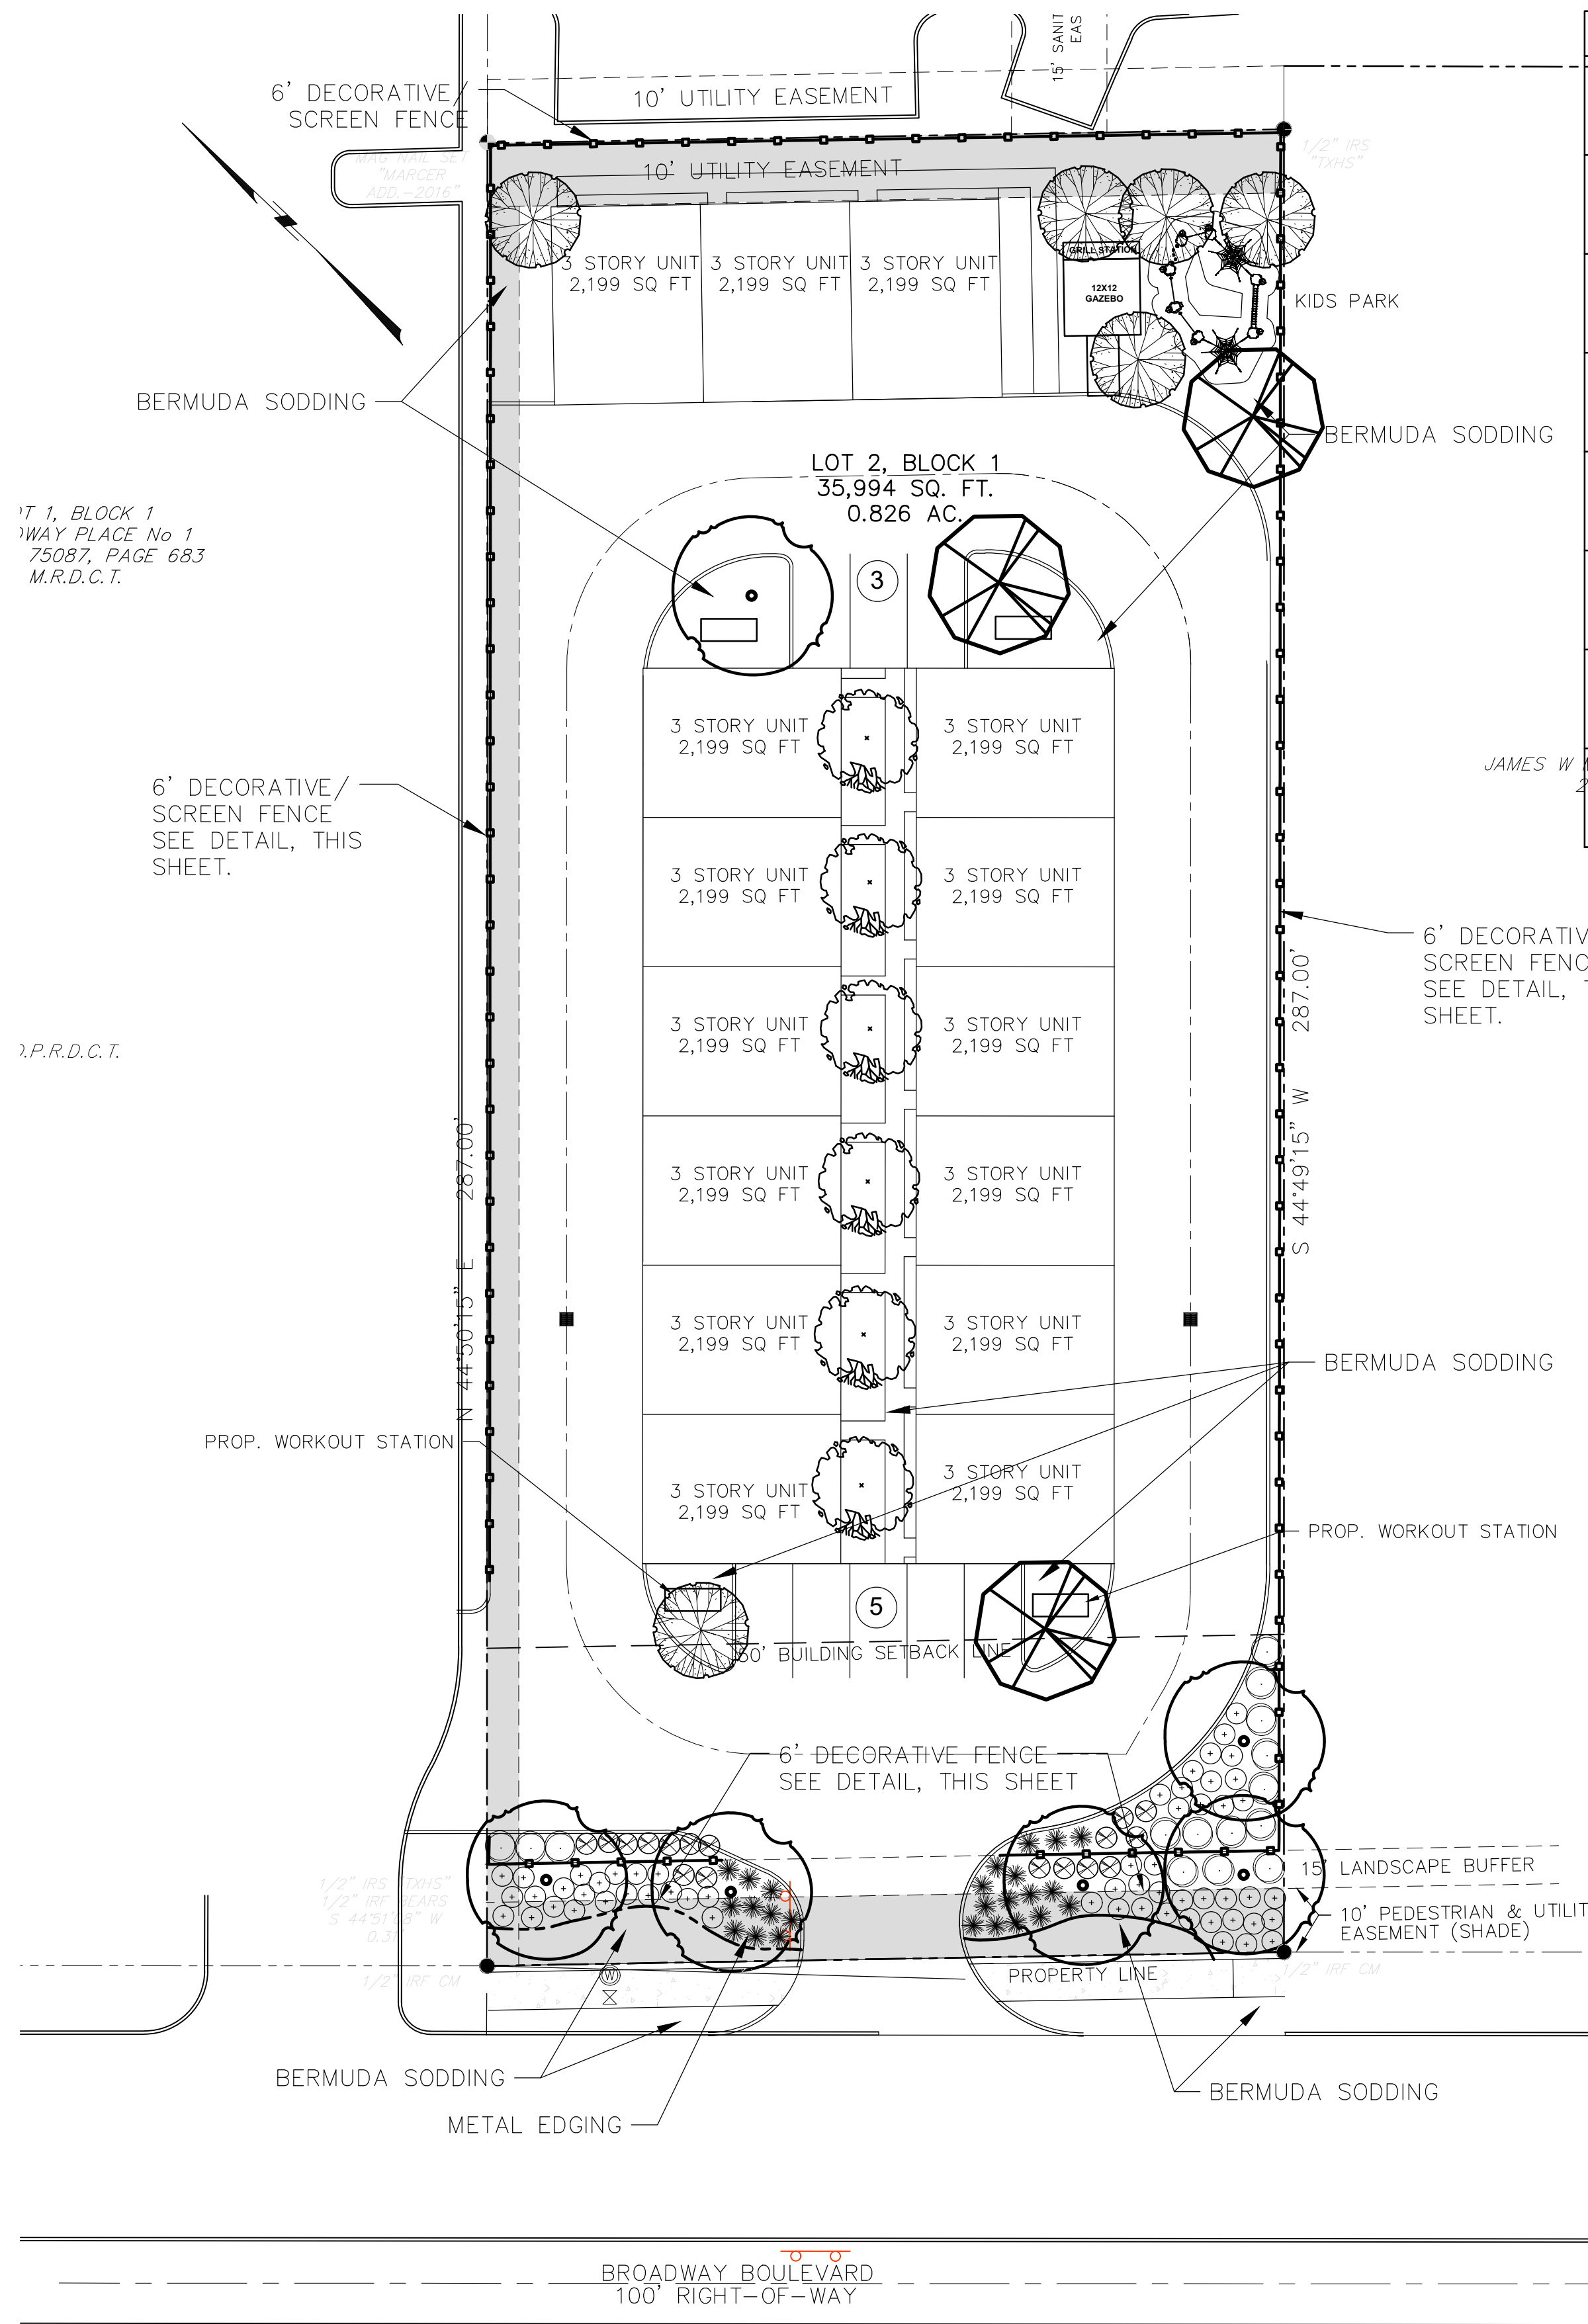 15' SANIT
EAS
6' DECORATIVE/
SCREEN FENCE
10' UTILITY EASEMENT
MAG NAIL SET
"MARCER
ADD.-2016"
1/2" IRS
"TXHS"
10' UTILITY EASEMENT
3 STORY UNIT
2,199 SQ FT
3 STORY UNIT
2,199 SQ FT
3 STORY UNIT
2,199 SQ FT
GRILL STATION
12X12
GAZEBO
KIDS PARK
BERMUDA SODDING
BERMUDA SODDING
LOT 2, BLOCK 1
35,994 SQ. FT.
0.826 AC.
T 1, BLOCK 1
WAY PLACE No 1
75087, PAGE 683
M.R.D.C.T.
3
3 STORY UNIT
2,199 SQ FT
3 STORY UNIT
2,199 SQ FT
JAMES W
2
6' DECORATIVE/
SCREEN FENCE
SEE DETAIL, THIS
SHEET.
3 STORY UNIT
2,199 SQ FT
3 STORY UNIT
2,199 SQ FT
6' DECORATIV
SCREEN FENC
SEE DETAIL, T
SHEET.
.P.R.D.C.T.
3 STORY UNIT
2,199 SQ FT
3 STORY UNIT
2,199 SQ FT
N 44°50'15" E 287.00'
S 44°49'15" W 287.00'
3 STORY UNIT
2,199 SQ FT
3 STORY UNIT
2,199 SQ FT
3 STORY UNIT
2,199 SQ FT
3 STORY UNIT
2,199 SQ FT
BERMUDA SODDING
PROP. WORKOUT STATION
3 STORY UNIT
2,199 SQ FT
3 STORY UNIT
2,199 SQ FT
PROP. WORKOUT STATION
5
50' BUILDING SETBACK LINE
6' DECORATIVE FENCE
SEE DETAIL, THIS SHEET
15' LANDSCAPE BUFFER
1/2" IRS "TXHS"
1/2" IRF BEARS
S 44°51'08" W
0.3
10' PEDESTRIAN & UTILIT
EASEMENT (SHADE)
1/2" IRF CM
W
PROPERTY LINE
1/2" IRF CM
BERMUDA SODDING
BERMUDA SODDING
METAL EDGING
BROADWAY BOULEVARD
100' RIGHT-OF-WAY